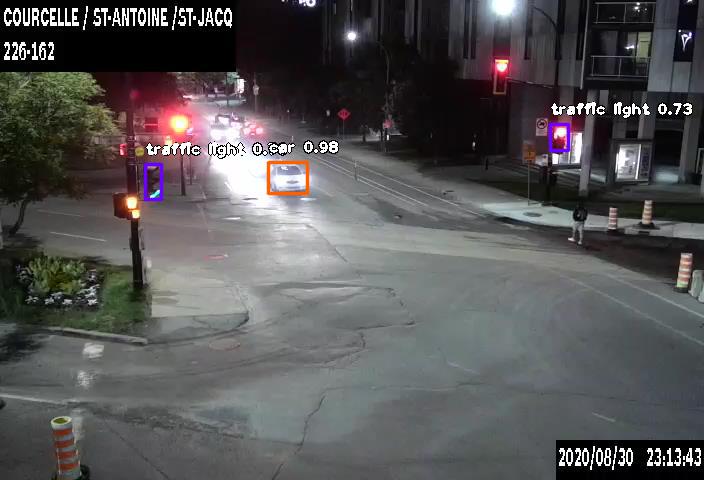 COURCELLE / ST-ANTOINE /ST-JACQ
226-162
traffic light 0.73
traffic light 0.
car 0.98
2020/08/30 23:13:43